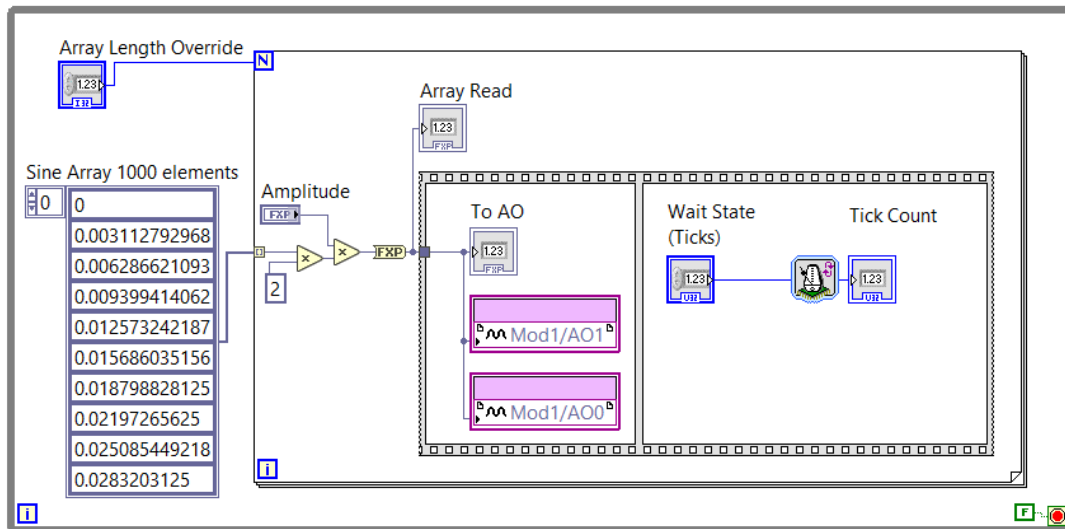 Array Length Override
1.23
I32
N
Array Read
1.23
FXP
Sine Array 1000 elements
0
0
0.003112792968
0.006286621093
0.009399414062
0.012573242187
0.015686035156
0.018798828125
0.02197265625
0.025085449218
0.0283203125
Amplitude
FXP
2
×
×
FXP
To AO
1.23
FXP
Mod1/AO1
Mod1/AO0
Wait State
(Ticks)
1.23
U32
Tick Count
1.23
U32
i
i
F